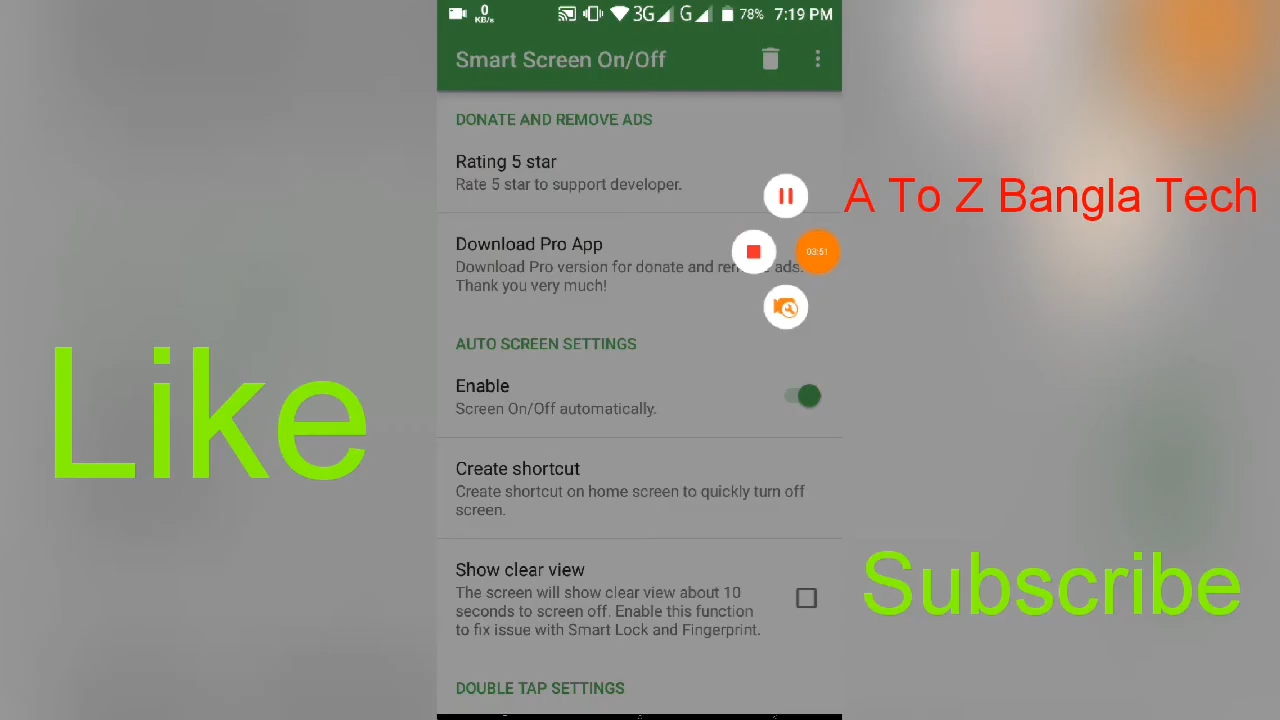 0
KB/s
3G
G
78%
7:19 PM
Smart Screen On/Off
DONATE AND REMOVE ADS
Rating 5 star
Rate 5 star to support developer.
A To Z Bangla Tech
Download Pro App
03:51
Download Pro version for donate and ads.
Thank you very much!
AUTO SCREEN SETTINGS
Enable
Screen On/Off automatically.
Like
Create shortcut
Create shortcut on home screen to quickly turn off
screen.
Show clear view
The screen will show clear view about 10
seconds to screen off. Enable this function
to fix issue with Smart Lock and Fingerprint.
Subscribe
DOUBLE TAP SETTINGS